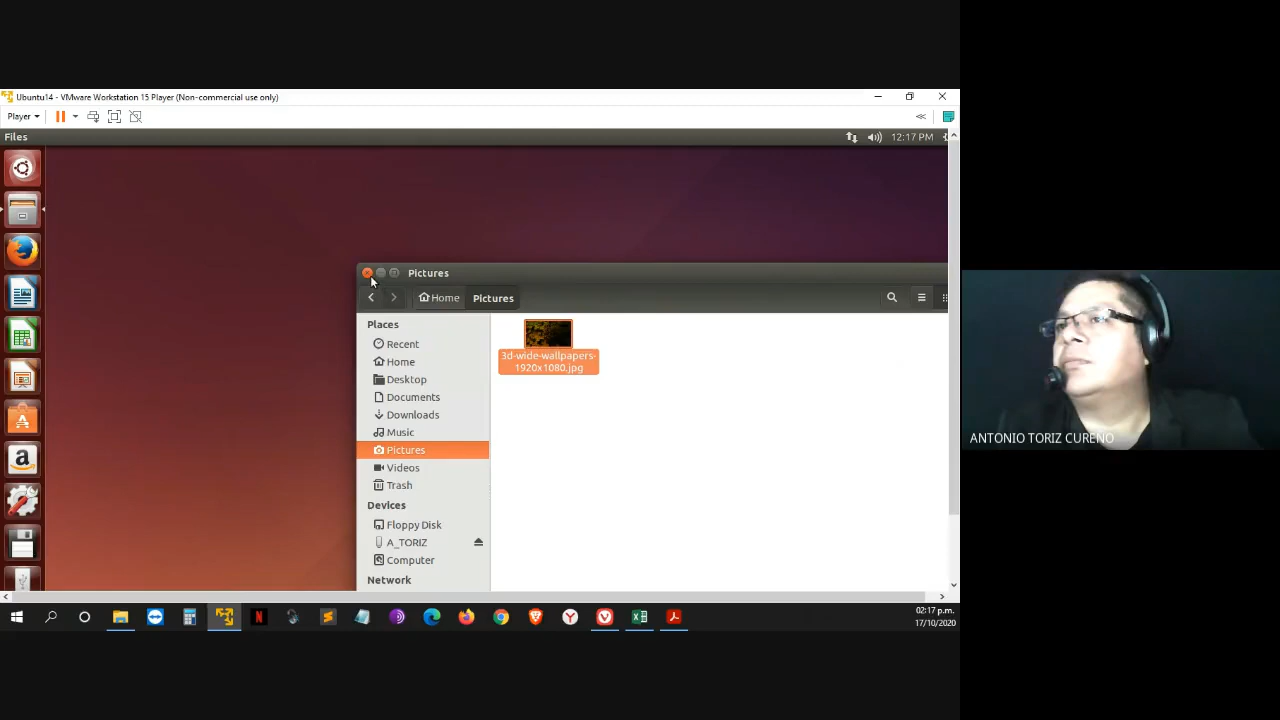 Ubuntu14 - VMware Workstation 15 Player (Non-commercial use only)
Player
Files
12:17 PM
Pictures
Home
Pictures
Places
Recent
Home
Desktop
Documents
Downloads
Music
Pictures
Videos
Trash
Devices
Floppy Disk
A_TORIZ
Computer
Network
3d-wide-wallpapers-
1920x1080.jpg
ANTONIO TORIZ CUREÑO
02:17 p.m.
17/10/2020